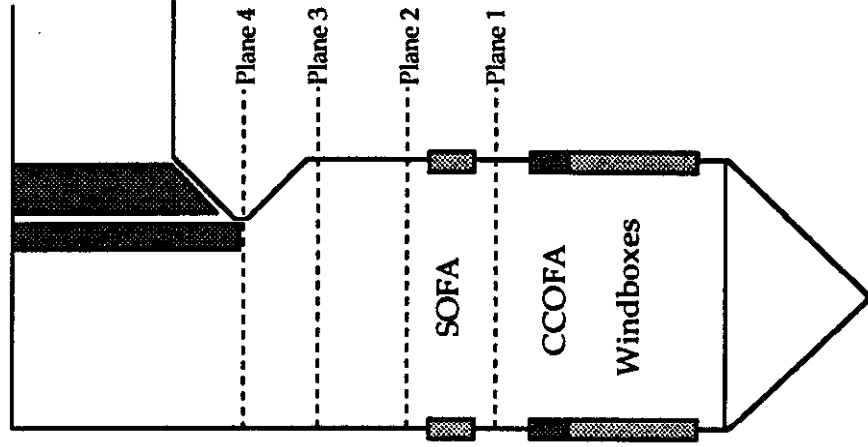 Plane 4
Plane 3
Plane 2
Plane 1
SOFA
CCOFA
Windboxes